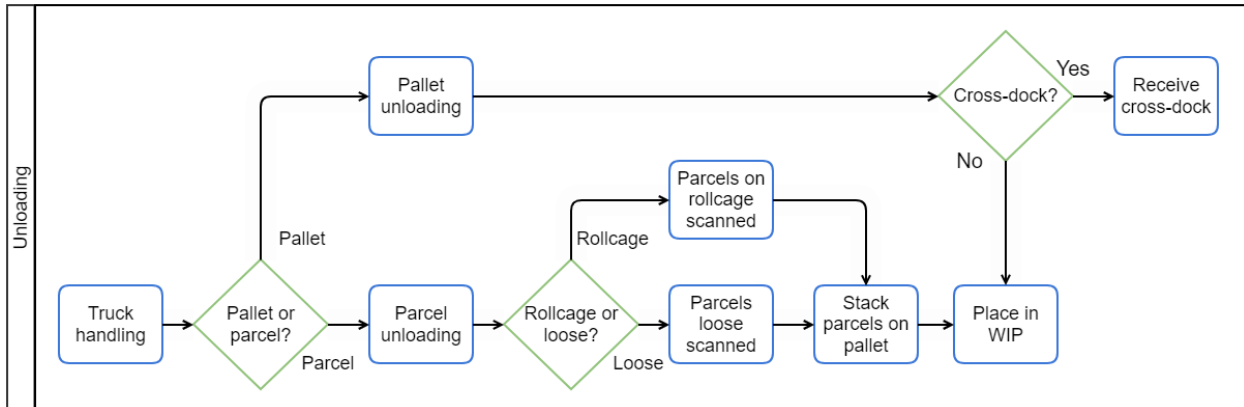 Unloading
Truck
handling
Pallet or
parcel?
Pallet
Parcel
Pallet
unloading
Parcel
unloading
Rollcage or
loose?
Rollcage
Loose
Parcels on
rollcage
scanned
Parcels
loose
scanned
Stack
parcels on
pallet
Cross-dock?
Yes
No
Receive
cross-dock
Place in
WIP